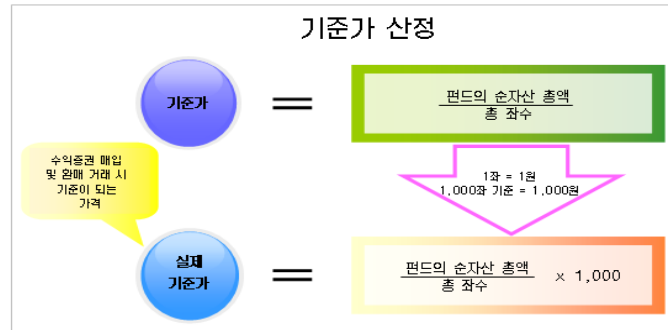 기준가 산정
기준가
=
펀드의 순자산 총액
총 좌수
1좌 = 1원
1,000좌 기준 = 1,000원
수익증권 매입
및 환매 거래 시
기준이 되는
가격
실제
기준가
=
펀드의 순자산 총액
총 좌수
x 1,000